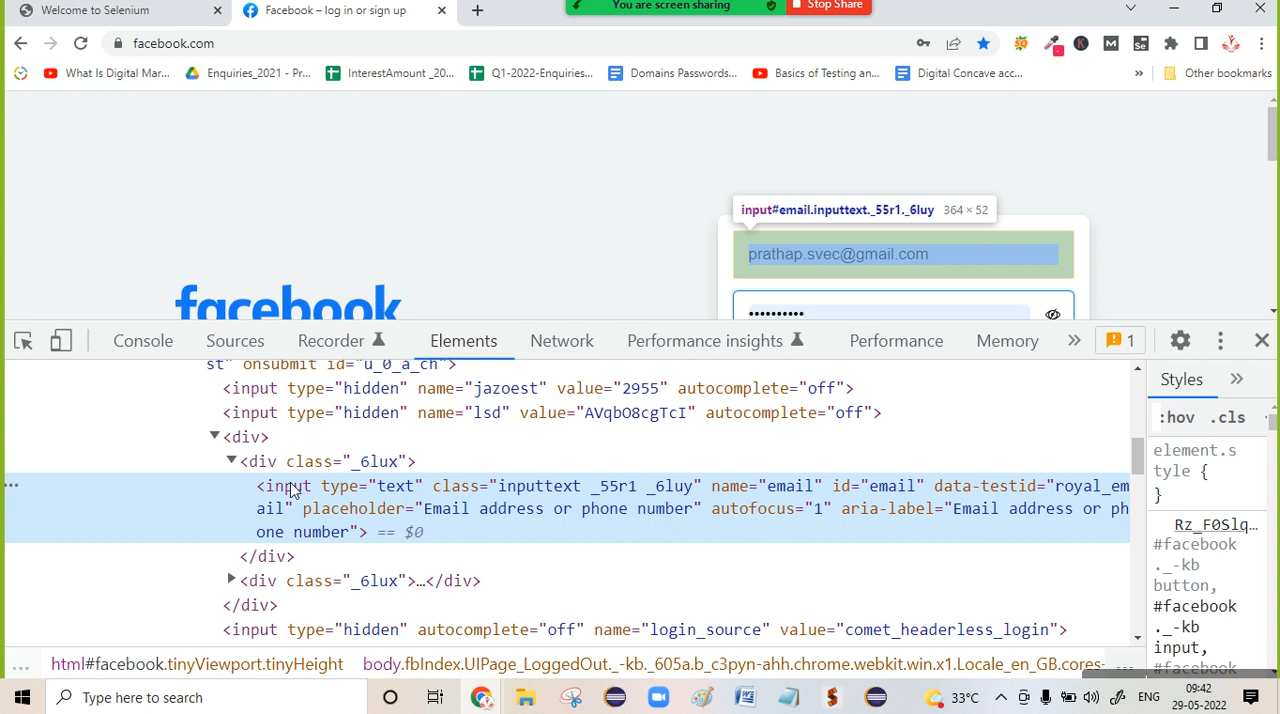 Welcome to Selenium
Facebook – log in or sign up
You are screen sharing
Stop Share
facebook.com
What Is Digital Mar...
Enquiries_2021 - Pr...
InterestAmount _20...
Q1-2022-Enquiries...
Domains Passwords...
Basics of Testing an...
Digital Concave acc...
»
Other bookmarks
input#email.inputtext._55r1._6luy 364 × 52
prathap.svec@gmail.com
facebook
••••••••••
Console
Sources
Recorder
Elements
Network
Performance insights
Performance
Memory
»
1
st" onsubmit id="u_0_a_ch">
<input type="hidden" name="jazoest" value="2955" autocomplete="off">
<input type="hidden" name="lsd" value="AVqbO8cgTcI" autocomplete="off">
<div>
<div class="_6lux">
<input type="text" class="inputtext _55r1 _6luy" name="email" id="email" data-testid="royal_em
ail" placeholder="Email address or phone number" autofocus="1" aria-label="Email address or ph
one number"> == $0
</div>
<div class="_6lux">…</div>
</div>
<input type="hidden" autocomplete="off" name="login_source" value="comet_headerless_login">
Styles
»
:hov .cls
element.s
tyle {
}
Rz_F0Slq…
#facebook
._-kb
button,
#facebook
._-kb
input,
#facebook
... html#facebook.tinyViewport.tinyHeight body.fbIndex.UIPage_LoggedOut._-kb._605a.b_c3pyn-ahh.chrome.webkit.win.x1.Locale_en_GB.cores- ...
Type here to search
33°C
ENG
09:42
29-05-2022